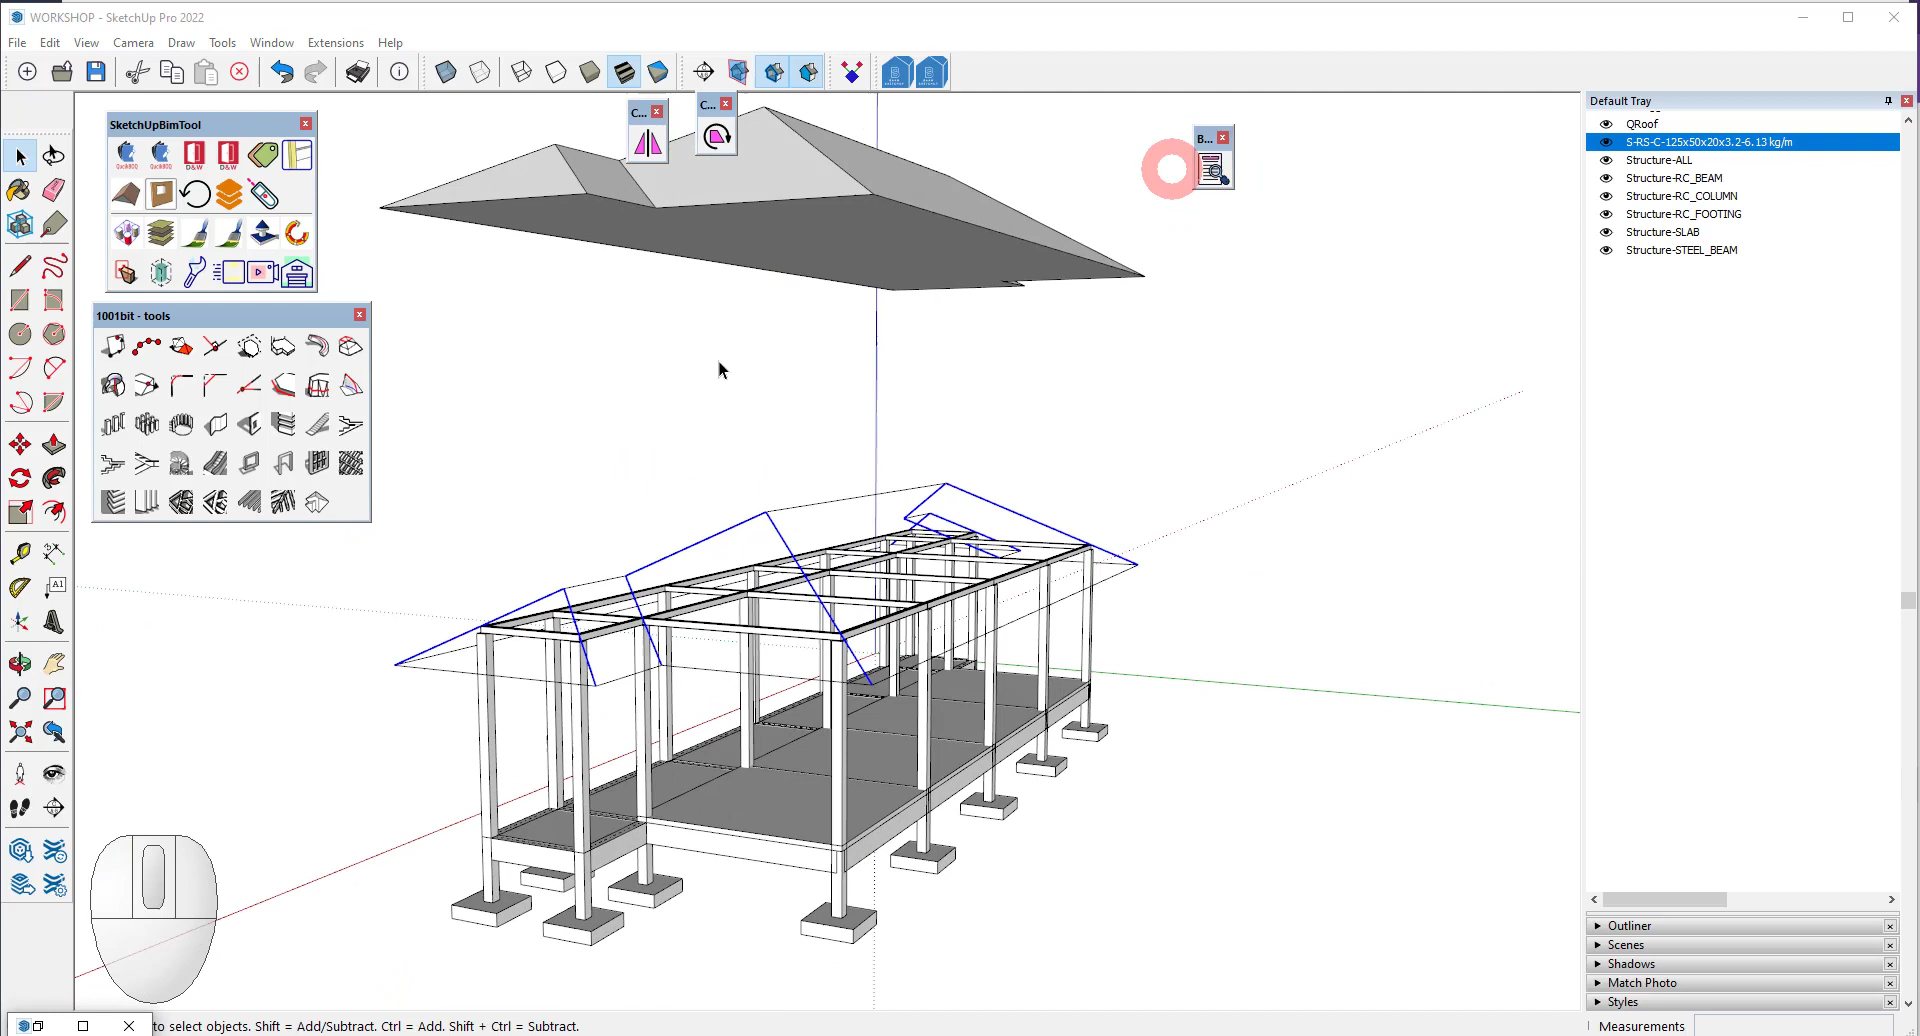 WORKSHOP - SketchUp Pro 2022
File Edit View Camera Draw Tools Window Extensions Help
Default Tray
QRoof
S-RS-C-125x50x20x3.2-6.13 kg/m
Structure-ALL
Structure-RC_BEAM
Structure-RC_COLUMN
Structure-RC_FOOTING
Structure-SLAB
Structure-STEEL_BEAM
SketchUpBimTool
D&W D&W
C...
C...
B...
1001bit - tools
A1
Outliner
Scenes
Shadows
Match Photo
Styles
to select objects. Shift = Add/Subtract. Ctrl = Add. Shift + Ctrl = Subtract.
Measurements